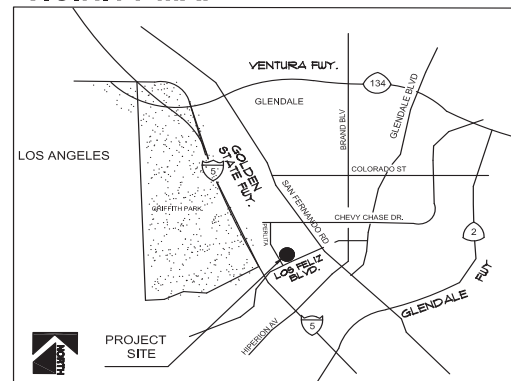 VENTURA FWY.
134
GLENDALE
GLENDALE BLVD
BRAND BLV
LOS ANGELES
GOLDEN
STATE FWY.
5
COLORADO ST
SAN FERNANDO RD
GRIFFITH PARK
CHEVY CHASE DR.
PERLITA
2
LOS FELIZ
BLVD.
GLENDALE FWY
HIPERION AV
5
PROJECT
SITE
NORTH